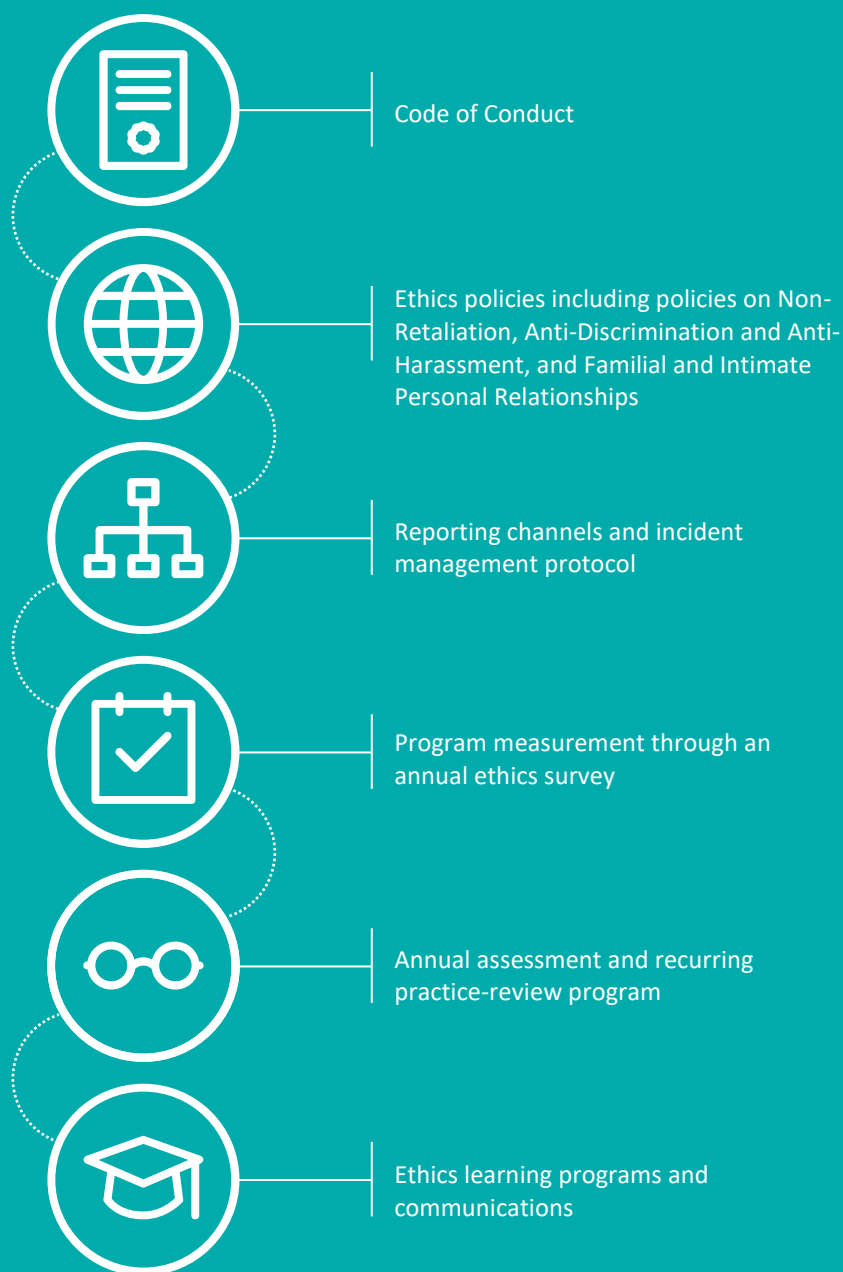 Code of Conduct
Ethics policies including policies on Non-
Retaliation, Anti-Discrimination and Anti-
Harassment, and Familial and Intimate
Personal Relationships
Reporting channels and incident
management protocol
Program measurement through an
annual ethics survey
Annual assessment and recurring
practice-review program
Ethics learning programs and
communications